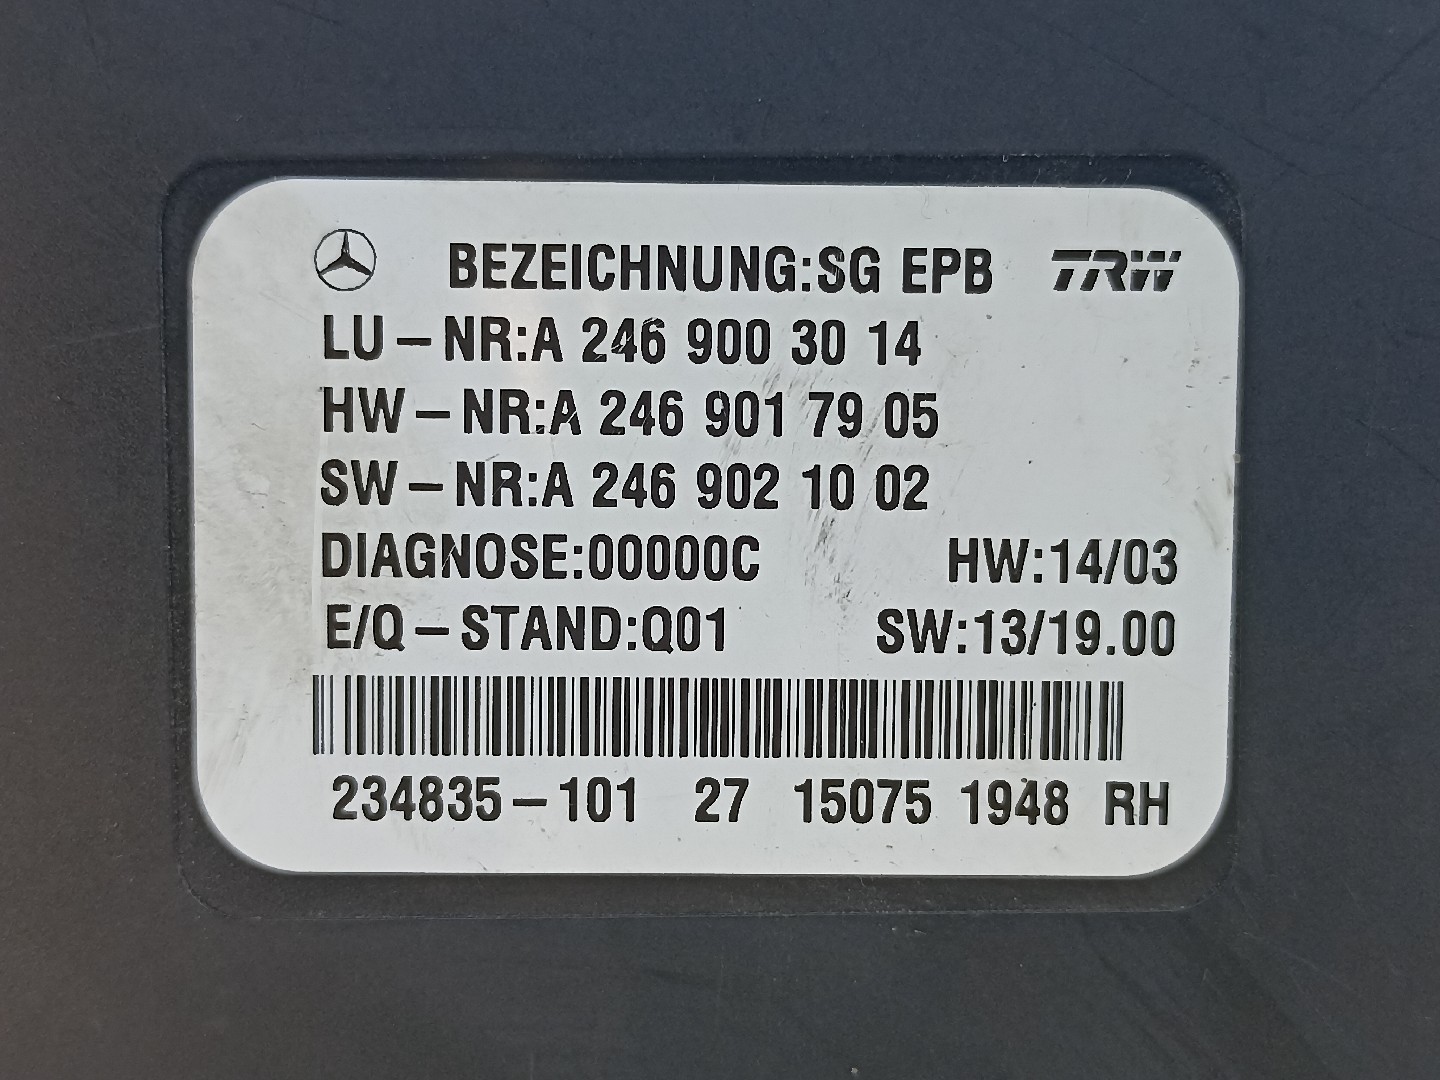 BEZEICHNUNG:SG EPB TRW
LU-NR:A 246 900 30 14
HW-NR:A 246 901 79 05
SW-NR:A 246 902 10 02
DIAGNOSE:00000C HW:14/03
E/Q-STAND:Q01 SW:13/19.00
234835-101 27 15075 1948 RH